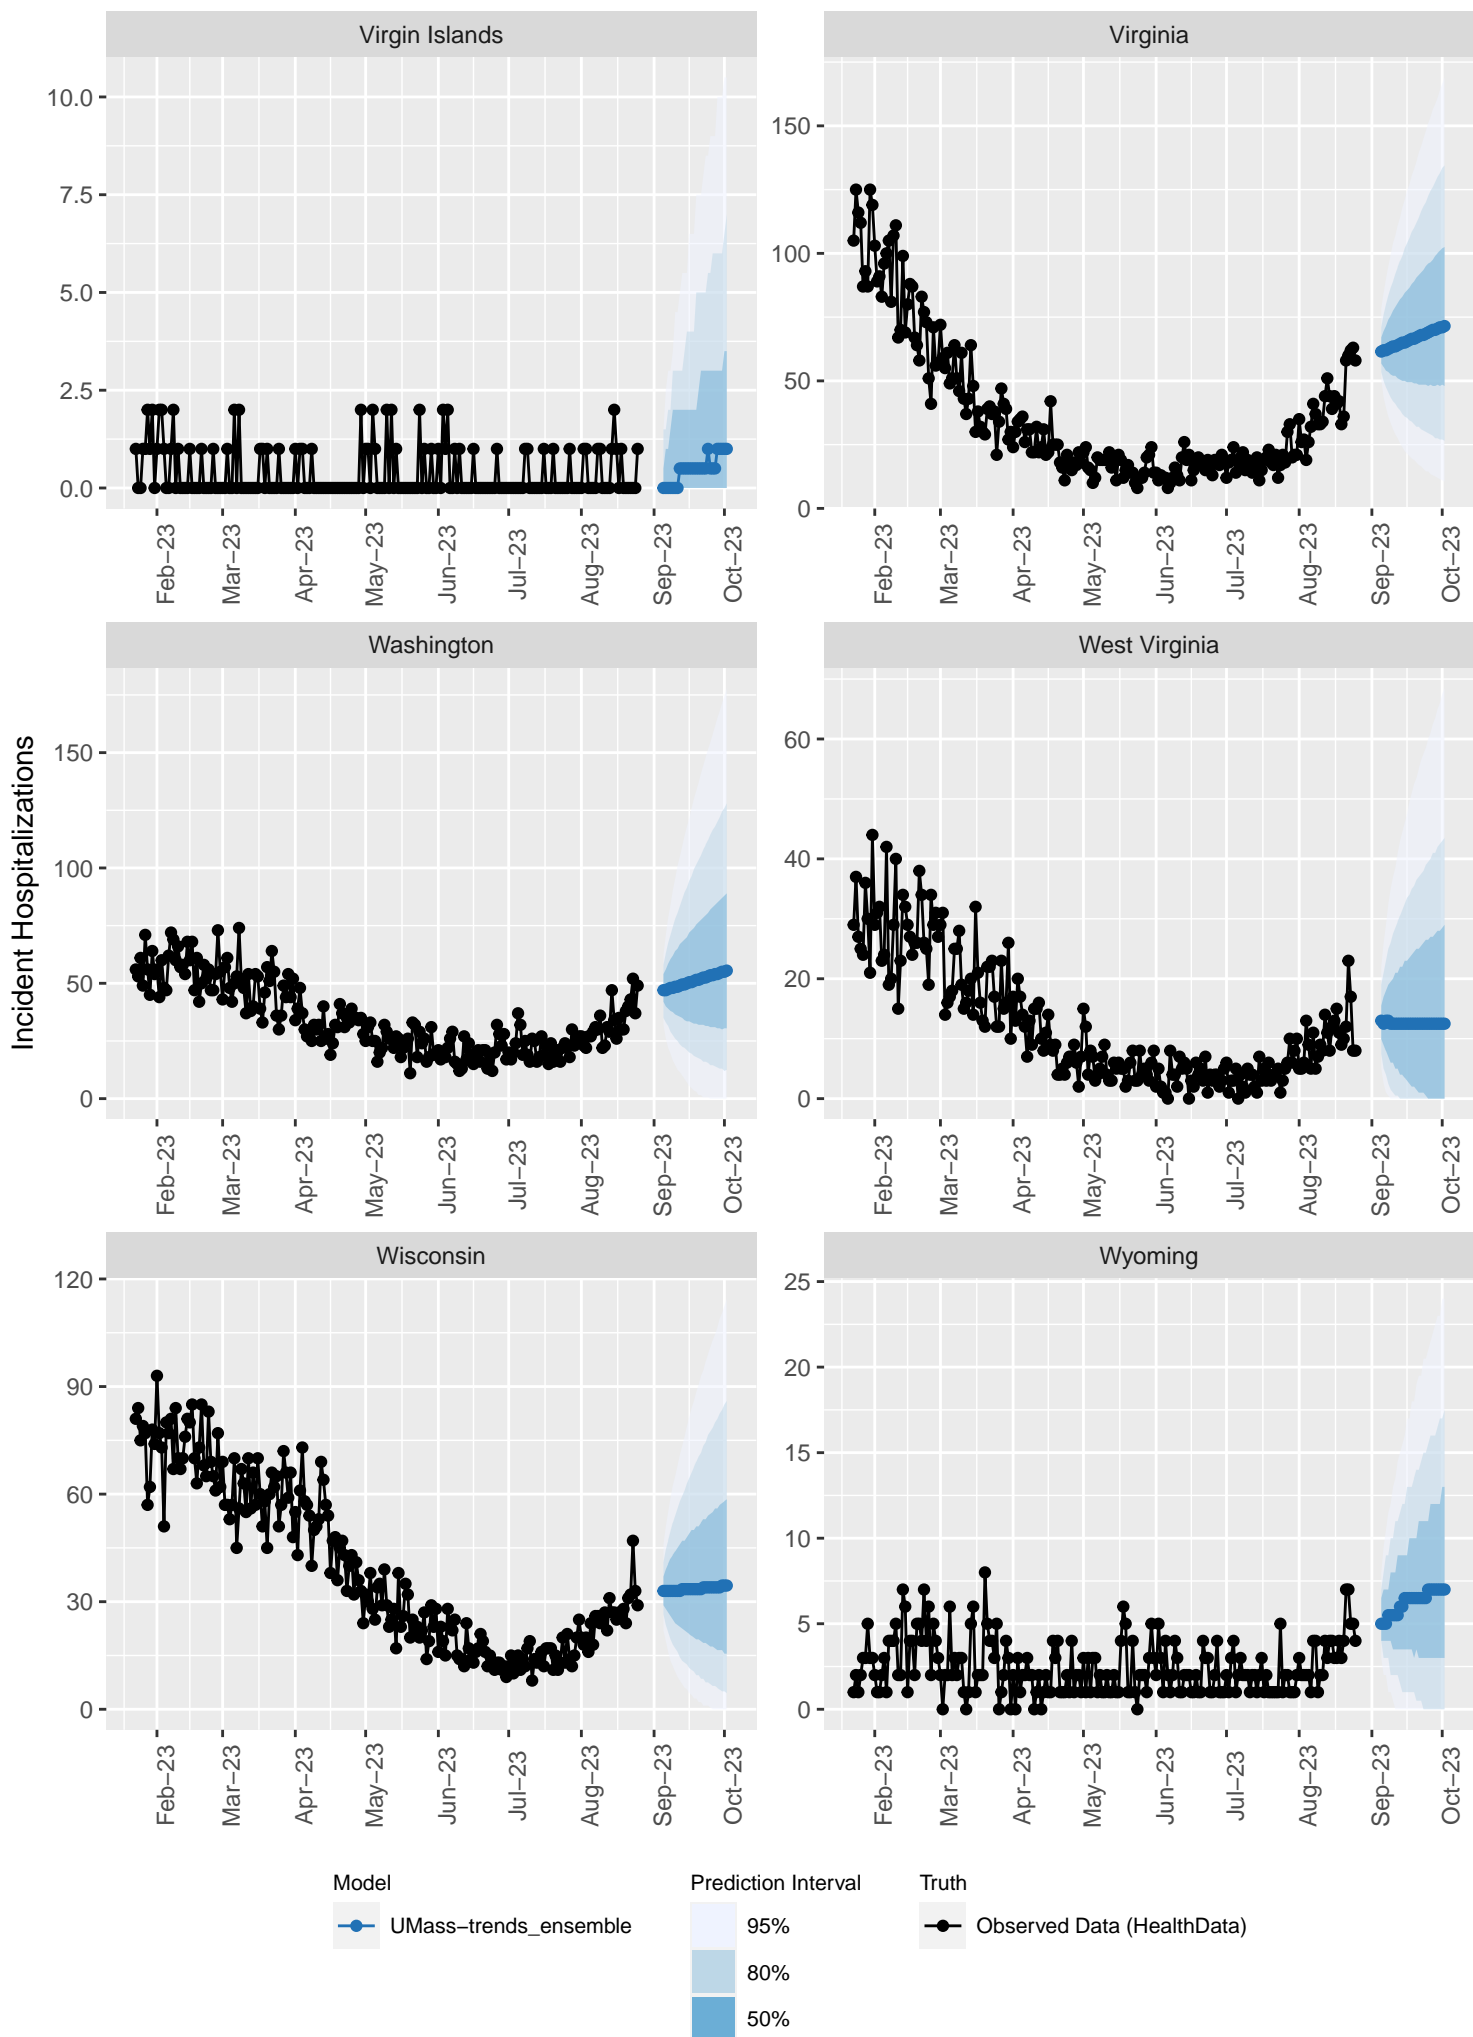 Virgin Islands
Virginia
10.0
7.5
5.0
2.5
0.0
150
100
50
0
Feb−23
Mar−23
Apr−23
May−23
Jun−23
Jul−23
Aug−23
Sep−23
Oct−23
Feb−23
Mar−23
Apr−23
May−23
Jun−23
Jul−23
Aug−23
Sep−23
Oct−23
Washington
West Virginia
Incident Hospitalizations
150
100
50
0
60
40
20
0
Feb−23
Mar−23
Apr−23
May−23
Jun−23
Jul−23
Aug−23
Sep−23
Oct−23
Feb−23
Mar−23
Apr−23
May−23
Jun−23
Jul−23
Aug−23
Sep−23
Oct−23
Wisconsin
Wyoming
120
90
60
30
0
25
20
15
10
5
0
Feb−23
Mar−23
Apr−23
May−23
Jun−23
Jul−23
Aug−23
Sep−23
Oct−23
Feb−23
Mar−23
Apr−23
May−23
Jun−23
Jul−23
Aug−23
Sep−23
Oct−23
Model
UMass−trends_ensemble
Prediction Interval
95%
80%
50%
Truth
Observed Data (HealthData)